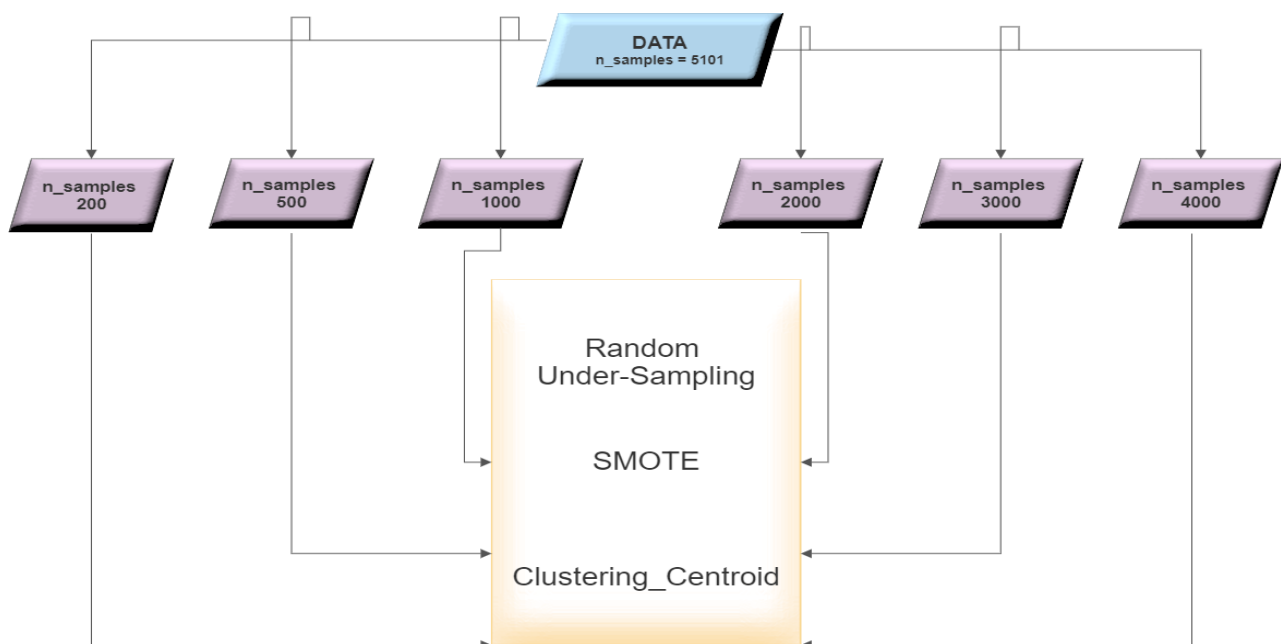 DATA
n_samples = 5101
n_samples
200
n_samples
500
n_samples
1000
n_samples
2000
n_samples
3000
n_samples
4000
Random
Under-Sampling
SMOTE
Clustering_Centroid